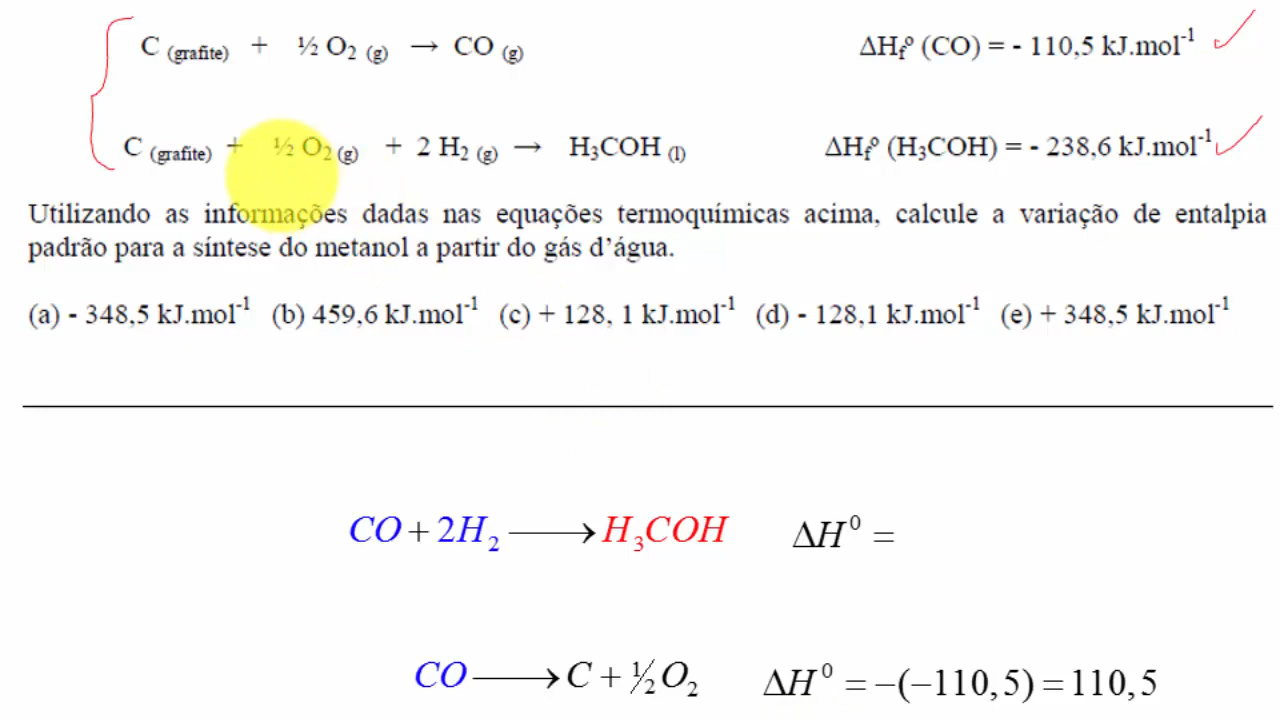 C (grafite) + ½ O₂ (g) → CO (g) ΔHfº (CO) = - 110,5 kJ.mol⁻¹
C (grafite) + ½ O₂ (g) + 2 H₂ (g) → H₃COH (l) ΔHfº (H₃COH) = - 238,6 kJ.mol⁻¹
Utilizando as informações dadas nas equações termoquímicas acima, calcule a variação de entalpia
padrão para a síntese do metanol a partir do gás d’água.
(a) - 348,5 kJ.mol⁻¹ (b) 459,6 kJ.mol⁻¹ (c) + 128, 1 kJ.mol⁻¹ (d) - 128,1 kJ.mol⁻¹ (e) + 348,5 kJ.mol⁻¹
CO + 2H₂ ⟶ H₃COH ΔH⁰ =
CO ⟶ C + ½ O₂ ΔH⁰ = −(−110,5) = 110,5